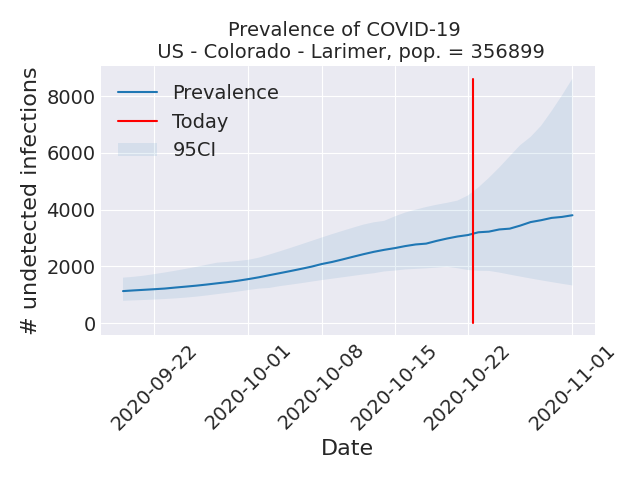 Prevalence of COVID-19
US - Colorado - Larimer, pop. = 356899
Prevalence
Today
95CI
# undetected infections
8000
6000
4000
2000
0
2020-09-22
2020-10-01
2020-10-08
2020-10-15
2020-10-22
2020-11-01
Date